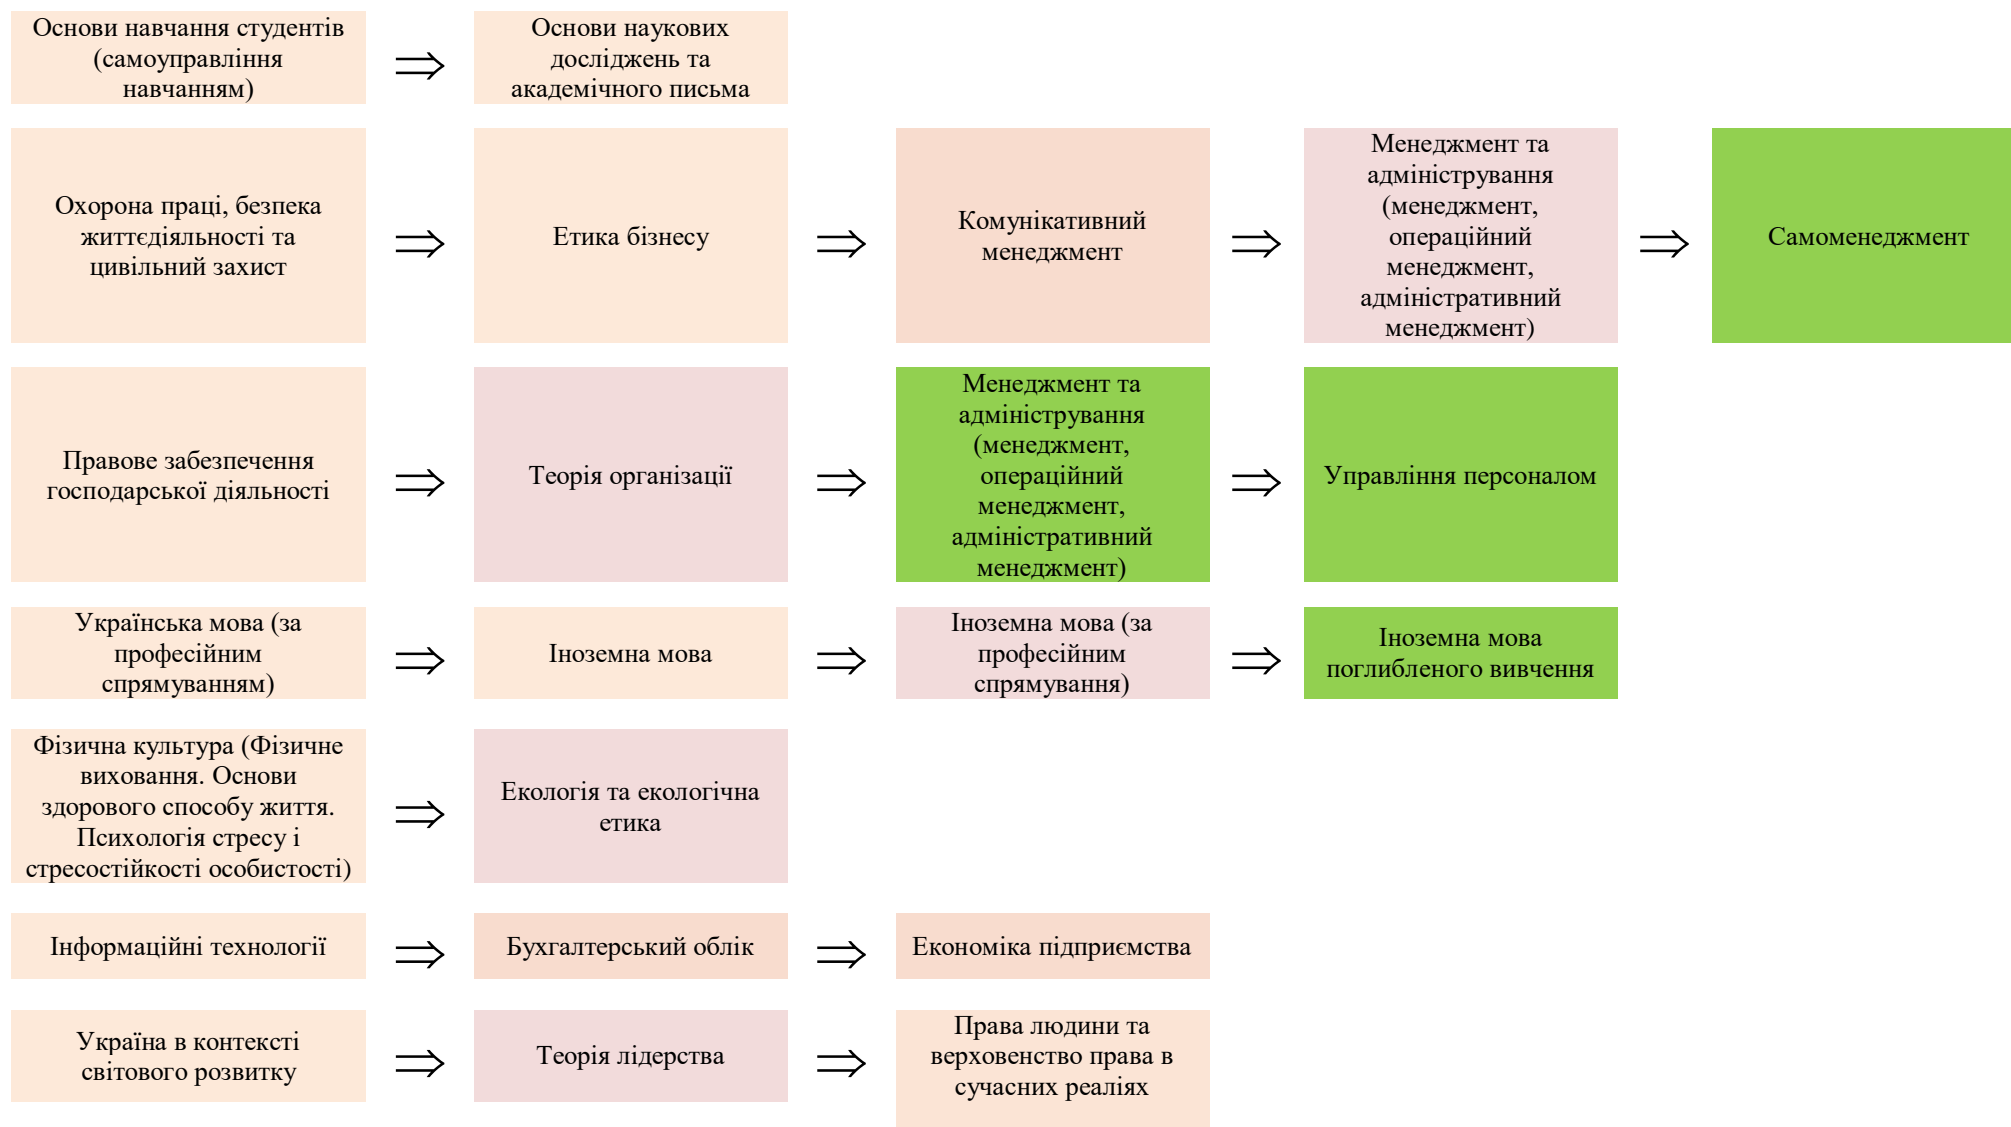 Основи навчання студентів
(самоуправління
навчанням)
Основи наукових
досліджень та
академічного письма
Охорона праці, безпека
життєдіяльності та
цивільний захист
Етика бізнесу
Комунікативний
менеджмент
Менеджмент та
адміністрування
(менеджмент,
операційний
менеджмент,
адміністративний
менеджмент)
Самоменеджмент
Правове забезпечення
господарської діяльності
Теорія організації
Менеджмент та
адміністрування
(менеджмент,
операційний
менеджмент,
адміністративний
менеджмент)
Управління персоналом
Українська мова (за
професійним
спрямуванням)
Іноземна мова
Іноземна мова (за
професійним
спрямування)
Іноземна мова
поглибленого вивчення
Фізична культура (Фізичне
виховання. Основи
здорового способу життя.
Психологія стресу і
стресостійкості особистості)
Екологія та екологічна
етика
Інформаційні технології
Бухгалтерський облік
Економіка підприємства
Україна в контексті
світового розвитку
Теорія лідерства
Права людини та
верховенство права в
сучасних реаліях